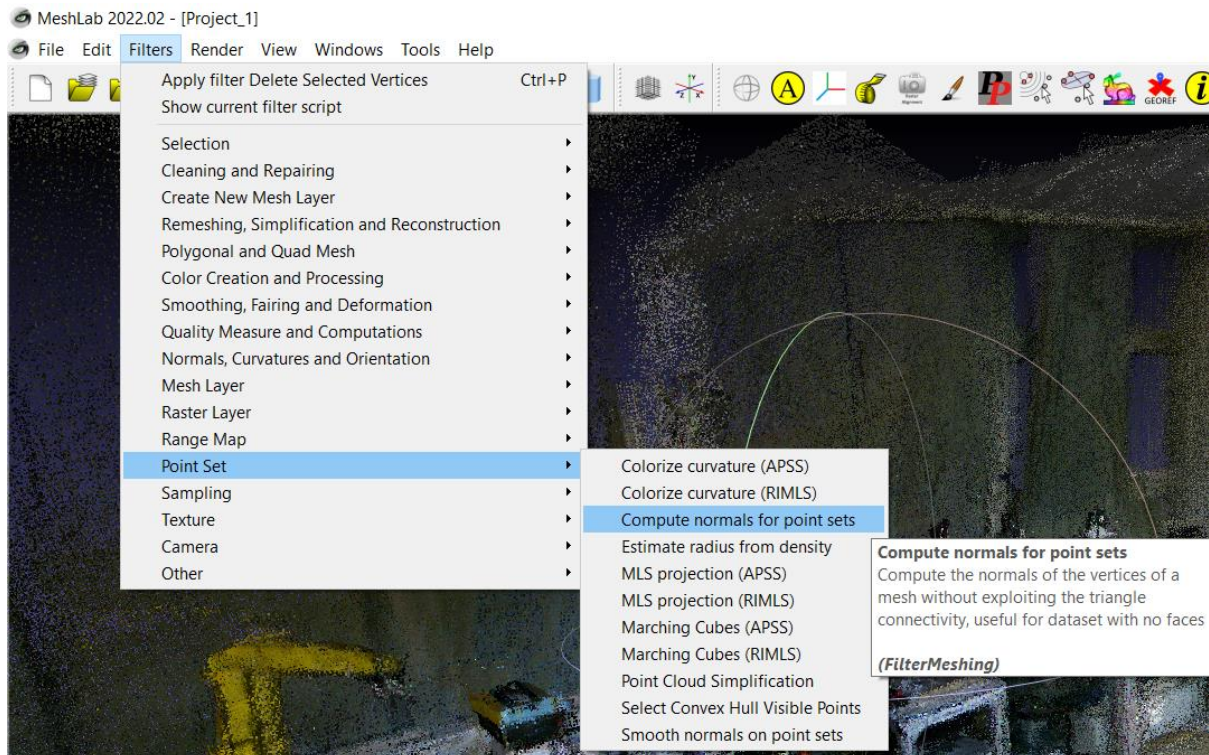 MeshLab 2022.02 - [Project_1]
File Edit Filters Render View Windows Tools Help
Apply filter Delete Selected Vertices Ctrl+P
Show current filter script
A
GEOREF
i
Selection
Cleaning and Repairing
Create New Mesh Layer
Remeshing, Simplification and Reconstruction
Polygonal and Quad Mesh
Color Creation and Processing
Smoothing, Fairing and Deformation
Quality Measure and Computations
Normals, Curvatures and Orientation
Mesh Layer
Raster Layer
Range Map
Point Set
Sampling
Texture
Camera
Other
Colorize curvature (APSS)
Colorize curvature (RIMLS)
Compute normals for point sets
Estimate radius from density
MLS projection (APSS)
MLS projection (RIMLS)
Marching Cubes (APSS)
Marching Cubes (RIMLS)
Point Cloud Simplification
Select Convex Hull Visible Points
Smooth normals on point sets
Compute normals for point sets
Compute the normals of the vertices of a
mesh without exploiting the triangle
connectivity, useful for dataset with no faces
(FilterMeshing)